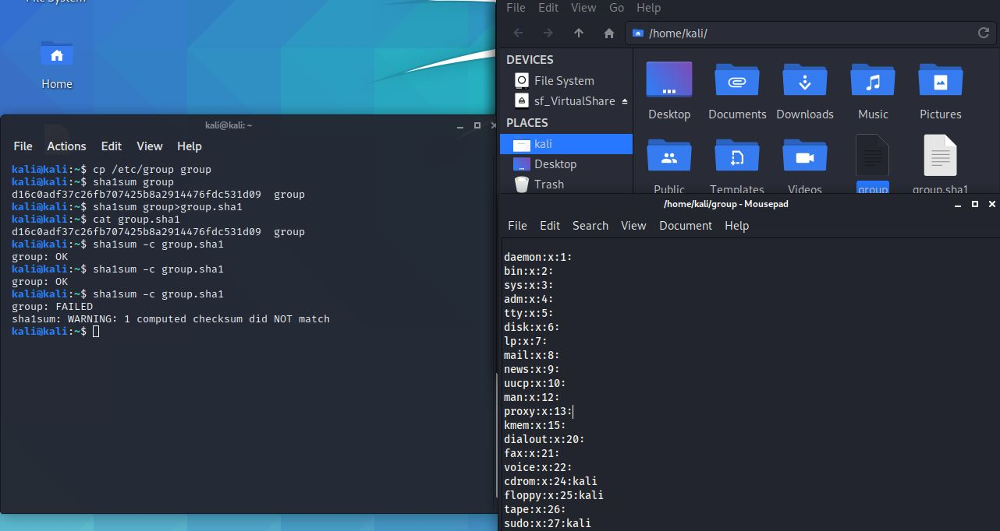 File System
Home
kali@kali: ~
File Actions Edit View Help
kali@kali:~$ cp /etc/group group
kali@kali:~$ sha1sum group
d16c0adf37c26fb707425b8a2914476fdc531d09  group
kali@kali:~$ sha1sum group>group.sha1
kali@kali:~$ cat group.sha1
d16c0adf37c26fb707425b8a2914476fdc531d09  group
kali@kali:~$ sha1sum -c group.sha1
group: OK
kali@kali:~$ sha1sum -c group.sha1
group: OK
kali@kali:~$ sha1sum -c group.sha1
group: FAILED
sha1sum: WARNING: 1 computed checksum did NOT match
kali@kali:~$
File Edit View Go Help
/home/kali/
DEVICES
File System
sf_VirtualShare
PLACES
kali
Desktop
Trash
Desktop Documents Downloads Music Pictures
Public Templates Videos group group.sha1
/home/kali/group - Mousepad
File Edit Search View Document Help
daemon:x:1:
bin:x:2:
sys:x:3:
adm:x:4:
tty:x:5:
disk:x:6:
lp:x:7:
mail:x:8:
news:x:9:
uucp:x:10:
man:x:12:
proxy:x:13:
kmem:x:15:
dialout:x:20:
fax:x:21:
voice:x:22:
cdrom:x:24:kali
floppy:x:25:kali
tape:x:26:
sudo:x:27:kali